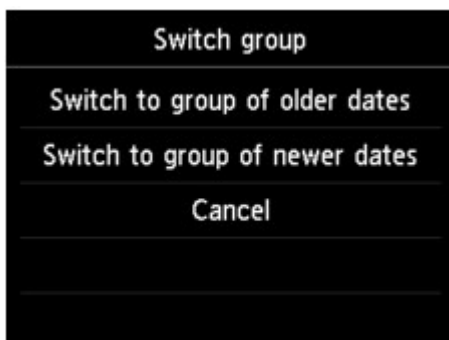 Switch group
Switch to group of older dates
Switch to group of newer dates
Cancel